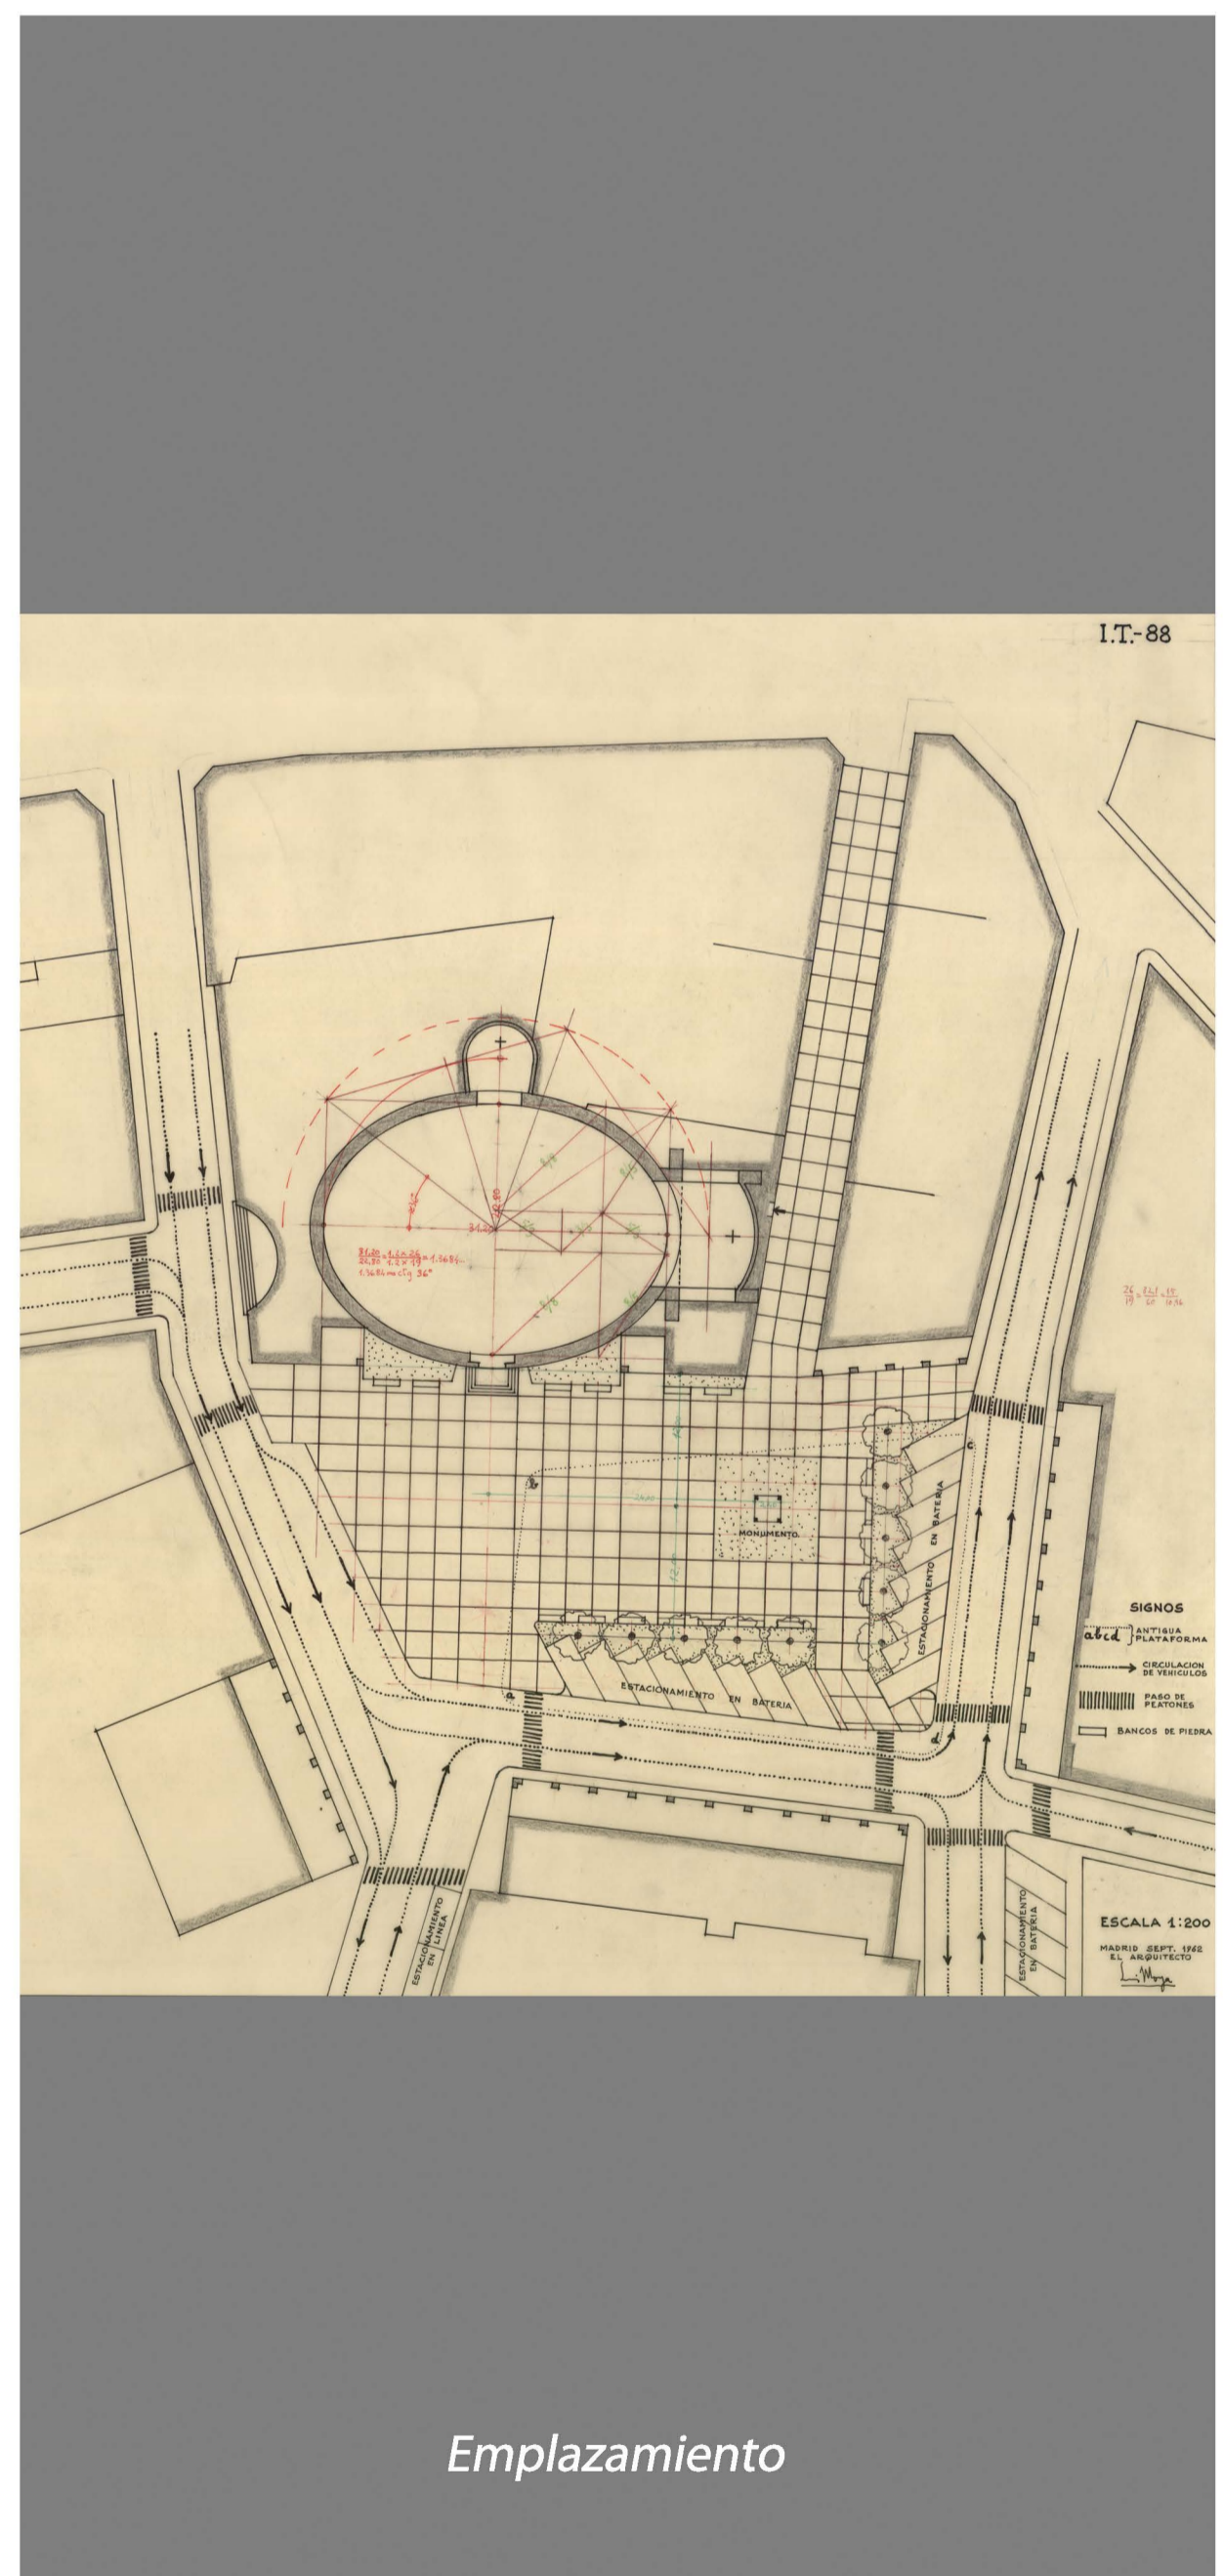 I.T.-88
MONUMENTO
ESTACIONAMIENTO EN BATERIA
ESTACIONAMIENTO EN BATERIA
SIGNOS
abcd } ANTIGUA
PLATAFORMA
CIRCULACION
DE VEHICULOS
PASO DE
PEATONES
BANCOS DE PIEDRA
ESTACIONAMIENTO
EN LINEA
ESTACIONAMIENTO
EN BATERIA
ESCALA 1:200
MADRID SEPT. 1962
EL ARQUITECTO
L. Moya
Emplazamiento